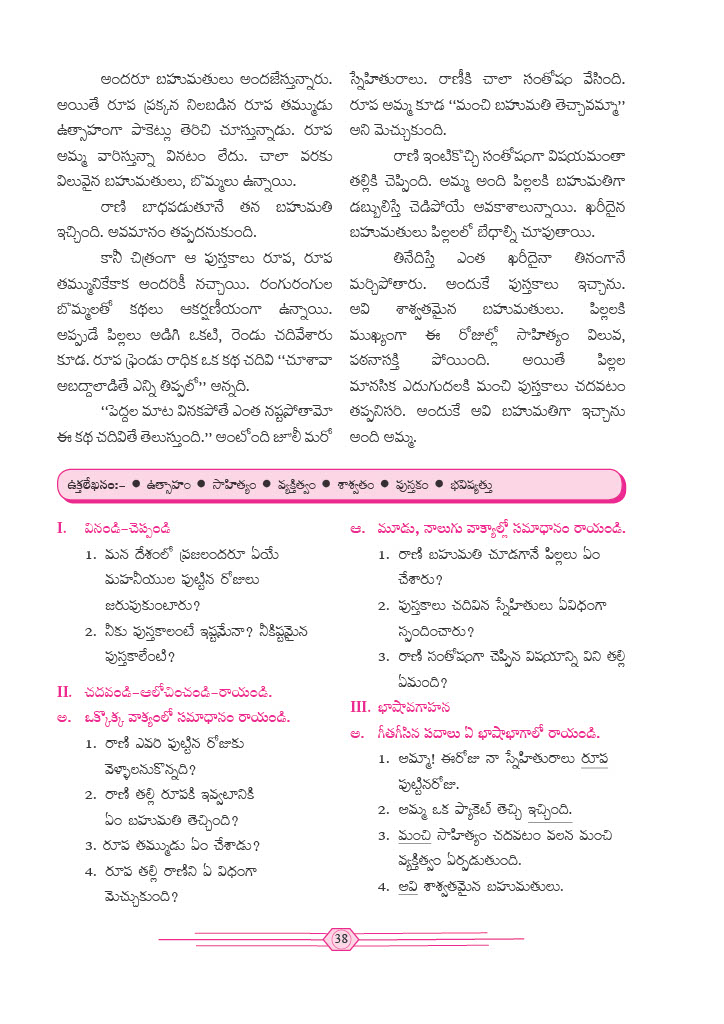 అందరూ బహుమతులు అందజేస్తున్నారు.
అయితే రూప ప్రక్కన నిలబడిన రూప తమ్ముడు
ఉత్సాహంగా పాకెట్లు తెరిచి చూస్తున్నాడు. రూప
అమ్మ వారిస్తున్నా వినటం లేదు. చాలా వరకు
విలువైన బహుమతులు, బొమ్మలు ఉన్నాయి.
రాణి బాధపడుతూనే తన బహుమతి
ఇచ్చింది. అవమానం తప్పదనుకుంది.
కానీ చిత్రంగా ఆ పుస్తకాలు రూప, రూప
తమ్మునికేకాక అందరికీ నచ్చాయి. రంగురంగుల
బొమ్మలతో కథలు ఆకర్షణీయంగా ఉన్నాయి.
అప్పుడే పిల్లలు అడిగి ఒకటి, రెండు చదివేశారు
కూడ. రూప ఫ్రెండు రాధిక ఒక కథ చదివి “చూశావా
అబద్దాలాడితే ఎన్ని తిప్పలో” అన్నది.
“పెద్దల మాట వినకపోతే ఎంత నష్టపోతామో
ఈ కథ చదివితే తెలుస్తుంది.” అంటోంది జూలీ మరో
స్నేహితురాలు. రాణీకి చాలా సంతోషం వేసింది.
రూప అమ్మ కూడ “మంచి బహుమతి తెచ్చావమ్మా”
అని మెచ్చుకుంది.
రాణి ఇంటికొచ్చి సంతోషంగా విషయమంతా
తల్లికి చెప్పింది. అమ్మ అంది పిల్లలకి బహుమతిగా
డబ్బులిస్తే చెడిపోయే అవకాశాలున్నాయి. ఖరీదైన
బహుమతులు పిల్లలలో బేధాల్ని చూపుతాయి.
తినేదిస్తే ఎంత ఖరీదైనా తినంగానే
మర్చిపోతారు. అందుకే పుస్తకాలు ఇచ్చాను.
అవి శాశ్వతమైన బహుమతులు. పిల్లలకి
ముఖ్యంగా ఈ రోజుల్లో సాహిత్యం విలువ,
పఠనాసక్తి పోయింది. అయితే పిల్లల
మానసిక ఎదుగుదలకి మంచి పుస్తకాలు చదవటం
తప్పనిసరి. అందుకే అవి బహుమతిగా ఇచ్చాను
అంది అమ్మ.
ఉక్తలేఖనం:– ● ఉత్సాహం ● సాహిత్యం ● వ్యక్తిత్వం ● శాశ్వతం ● పుస్తకం ● భవిష్యత్తు
I. వినండి–చెప్పండి
1. మన దేశంలో ప్రజలందరూ ఏయే
మహనీయుల పుట్టిన రోజులు
జరుపుకుంటారు?
2. నీకు పుస్తకాలంటే ఇష్టమేనా? నీకిష్టమైన
పుస్తకాలేంటి?
II. చదవండి–ఆలోచించండి–రాయండి.
అ. ఒక్కొక్క వాక్యంలో సమాధానం రాయండి.
1. రాణి ఎవరి పుట్టిన రోజుకు
వెళ్ళాలనుకొన్నది?
2. రాణి తల్లి రూపకి ఇవ్వటానికి
ఏం బహుమతి తెచ్చింది?
3. రూప తమ్ముడు ఏం చేశాడు?
4. రూప తల్లి రాణిని ఏ విధంగా
మెచ్చుకుంది?
ఆ. మూడు, నాలుగు వాక్యాల్లో సమాధానం రాయండి.
1. రాణి బహుమతి చూడగానే పిల్లలు ఏం
చేశారు?
2. పుస్తకాలు చదివిన స్నేహితులు ఏవిధంగా
స్పందించారు?
3. రాణి సంతోషంగా చెప్పిన విషయాన్ని విని తల్లి
ఏమంది?
III. భాషావగాహన
అ. గీతగీసిన పదాలు ఏ భాషాభాగాలో రాయండి.
1. అమ్మా! ఈరోజు నా స్నేహితురాలు రూప
పుట్టినరోజు.
2. అమ్మ ఒక ప్యాకెట్ తెచ్చి ఇచ్చింది.
3. మంచి సాహిత్యం చదవటం వలన మంచి
వ్యక్తిత్వం ఏర్పడుతుంది.
4. అవి శాశ్వతమైన బహుమతులు.
38